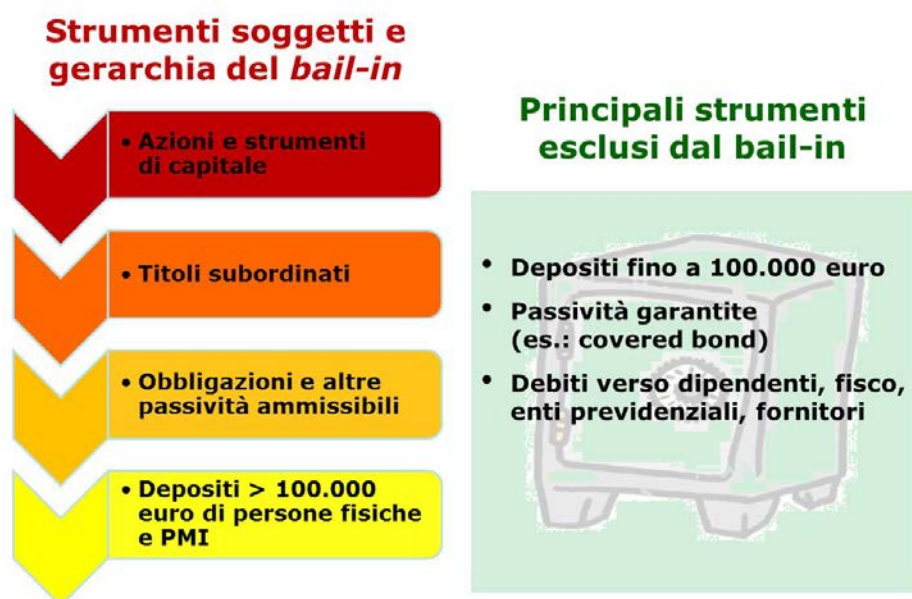 Strumenti soggetti e
gerarchia del bail-in
• Azioni e strumenti
di capitale
• Titoli subordinati
• Obbligazioni e altre
passività ammissibili
• Depositi > 100.000
euro di persone fisiche
e PMI
Principali strumenti
esclusi dal bail-in
• Depositi fino a 100.000 euro
• Passività garantite
(es.: covered bond)
• Debiti verso dipendenti, fisco,
enti previdenziali, fornitori